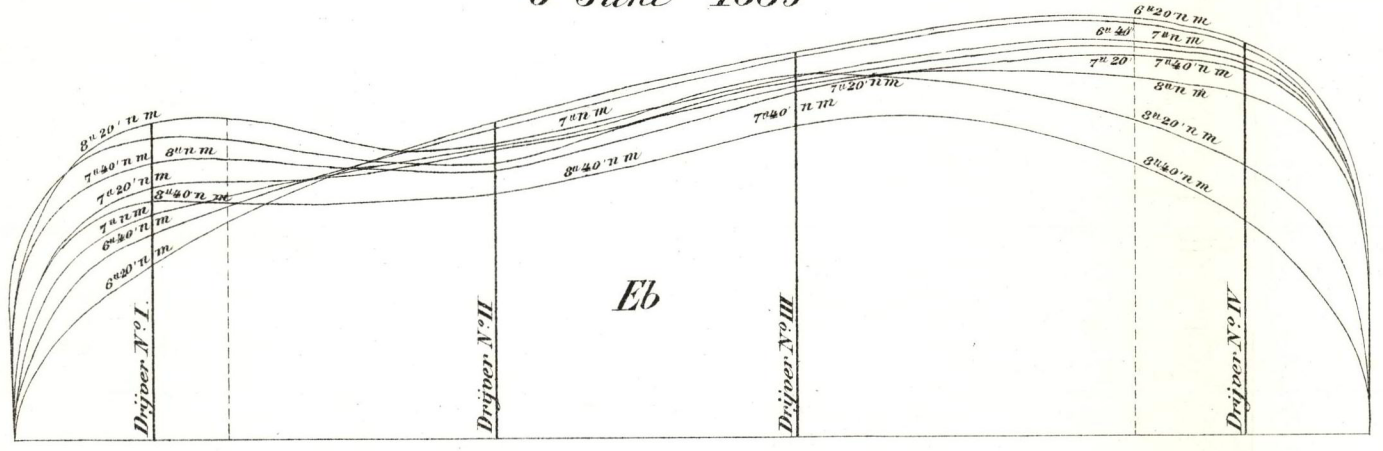 6ᵘ20' n m
6ᵘ40'
7ᵘ n m
7ᵘ20'
7ᵘ40' n m
8ᵘ n m
8ᵘ20' n m
8ᵘ40' n m
7ᵘ20' n m
7ᵘ40' n m
7ᵘ n m
8ᵘ40' n m
8ᵘ20' n m
7ᵘ40' n m
8ᵘ n m
7ᵘ20' n m
8ᵘ40' n m
7ᵘ n m
6ᵘ40' n m
6ᵘ20' n m
Eb
Drijver Nº I.
Drijver Nº II
Drijver Nº III
Drijver Nº IV